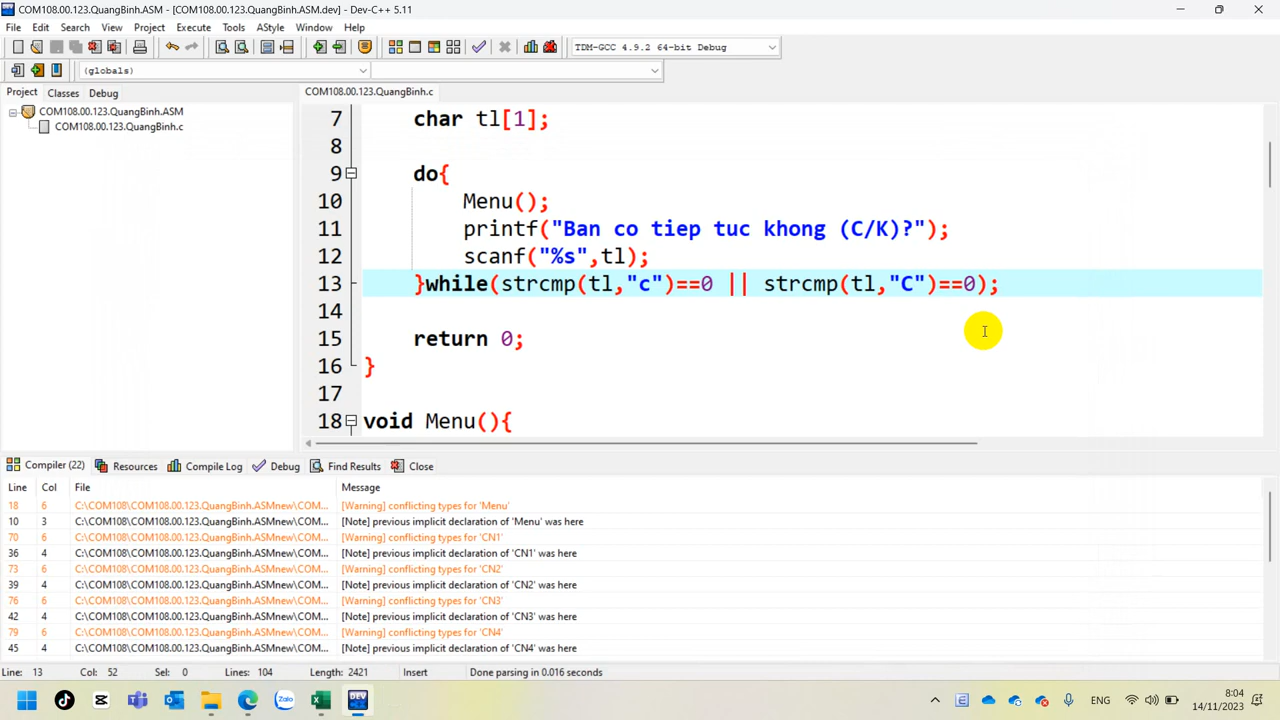 COM108.00.123.QuangBinh.ASM - [COM108.00.123.QuangBinh.ASM.dev] - Dev-C++ 5.11
File Edit Search View Project Execute Tools AStyle Window Help
TDM-GCC 4.9.2 64-bit Debug
(globals)
Project Classes Debug
COM108.00.123.QuangBinh.ASM
COM108.00.123.QuangBinh.c
COM108.00.123.QuangBinh.c
7 char tl[1];
8
9 do{
10 Menu();
11 printf("Ban co tiep tuc khong (C/K)?");
12 scanf("%s",tl);
13 }while(strcmp(tl,"c")==0 || strcmp(tl,"C")==0);
14
15 return 0;
16 }
17
18 void Menu(){
Compiler (22) Resources Compile Log Debug Find Results Close
Line Col File Message
18 6 C:\COM108\COM108.00.123.QuangBinh.ASMnew\COM... [Warning] conflicting types for 'Menu'
10 3 C:\COM108\COM108.00.123.QuangBinh.ASMnew\COM... [Note] previous implicit declaration of 'Menu' was here
70 6 C:\COM108\COM108.00.123.QuangBinh.ASMnew\COM... [Warning] conflicting types for 'CN1'
36 4 C:\COM108\COM108.00.123.QuangBinh.ASMnew\COM... [Note] previous implicit declaration of 'CN1' was here
73 6 C:\COM108\COM108.00.123.QuangBinh.ASMnew\COM... [Warning] conflicting types for 'CN2'
39 4 C:\COM108\COM108.00.123.QuangBinh.ASMnew\COM... [Note] previous implicit declaration of 'CN2' was here
76 6 C:\COM108\COM108.00.123.QuangBinh.ASMnew\COM... [Warning] conflicting types for 'CN3'
42 4 C:\COM108\COM108.00.123.QuangBinh.ASMnew\COM... [Note] previous implicit declaration of 'CN3' was here
79 6 C:\COM108\COM108.00.123.QuangBinh.ASMnew\COM... [Warning] conflicting types for 'CN4'
45 4 C:\COM108\COM108.00.123.QuangBinh.ASMnew\COM... [Note] previous implicit declaration of 'CN4' was here
Line: 13 Col: 52 Sel: 0 Lines: 104 Length: 2421 Insert Done parsing in 0.016 seconds
Zalo DEV ENG 8:04
14/11/2023